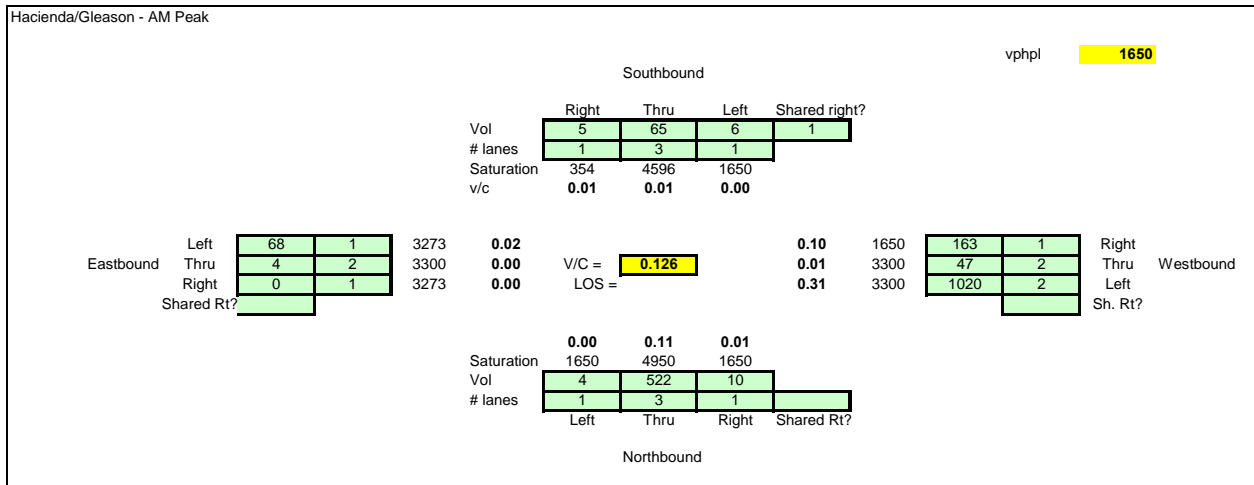 Hacienda/Gleason - AM Peak
vphpl 1650
Southbound
Right Thru Left Shared right?
Vol 5 65 6 1
# lanes 1 3 1
Saturation 354 4596 1650
v/c 0.01 0.01 0.00
Left 68 1 3273 0.02 0.10 1650 163 1 Right
Eastbound Thru 4 2 3300 0.00 V/C = 0.126 0.01 3300 47 2 Thru Westbound
Right 0 1 3273 0.00 LOS = 0.31 3300 1020 2 Left
Shared Rt? Sh. Rt?
0.00 0.11 0.01
Saturation 1650 4950 1650
Vol 4 522 10
# lanes 1 3 1
Left Thru Right Shared Rt?
Northbound